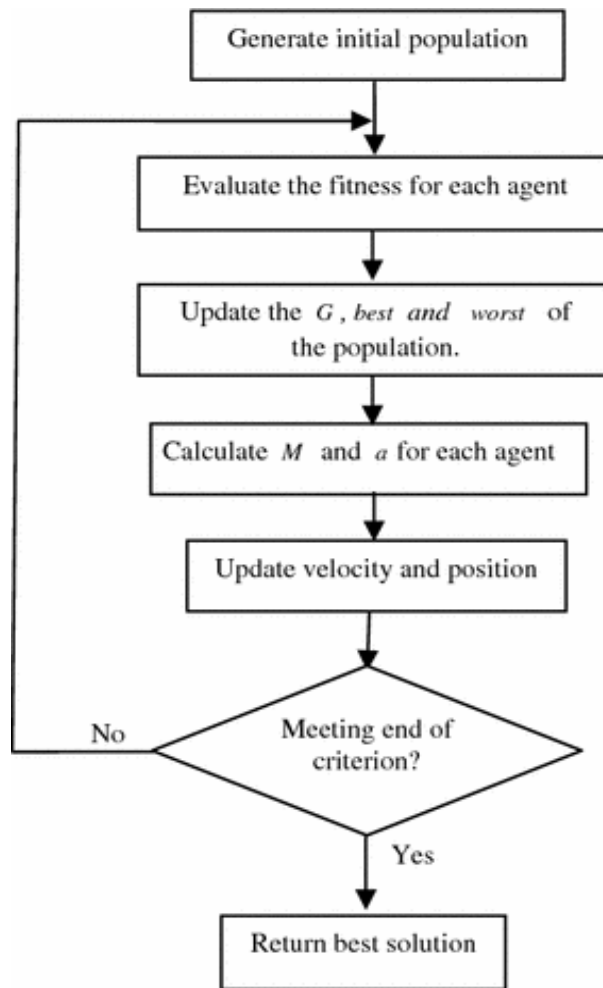 Generate initial population
Evaluate the fitness for each agent
Update the G , best and worst of
the population.
Calculate M and a for each agent
Update velocity and position
Meeting end of
criterion?
No
Yes
Return best solution